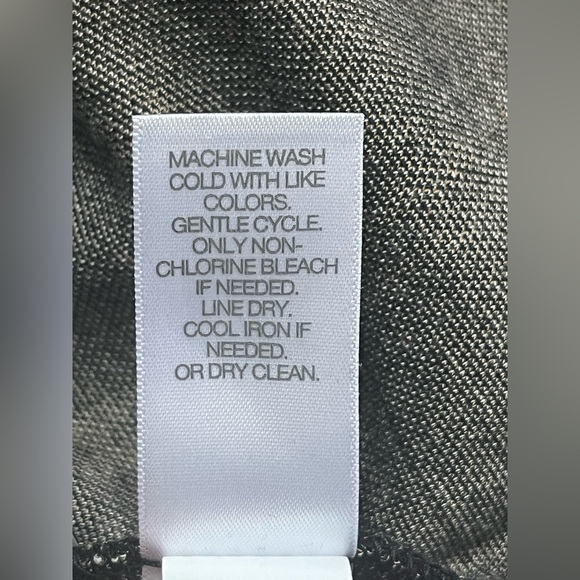 MACHINE WASH
COLD WITH LIKE
COLORS.
GENTLE CYCLE.
ONLY NON-
CHLORINE BLEACH
IF NEEDED.
LINE DRY.
COOL IRON IF
NEEDED.
OR DRY CLEAN.